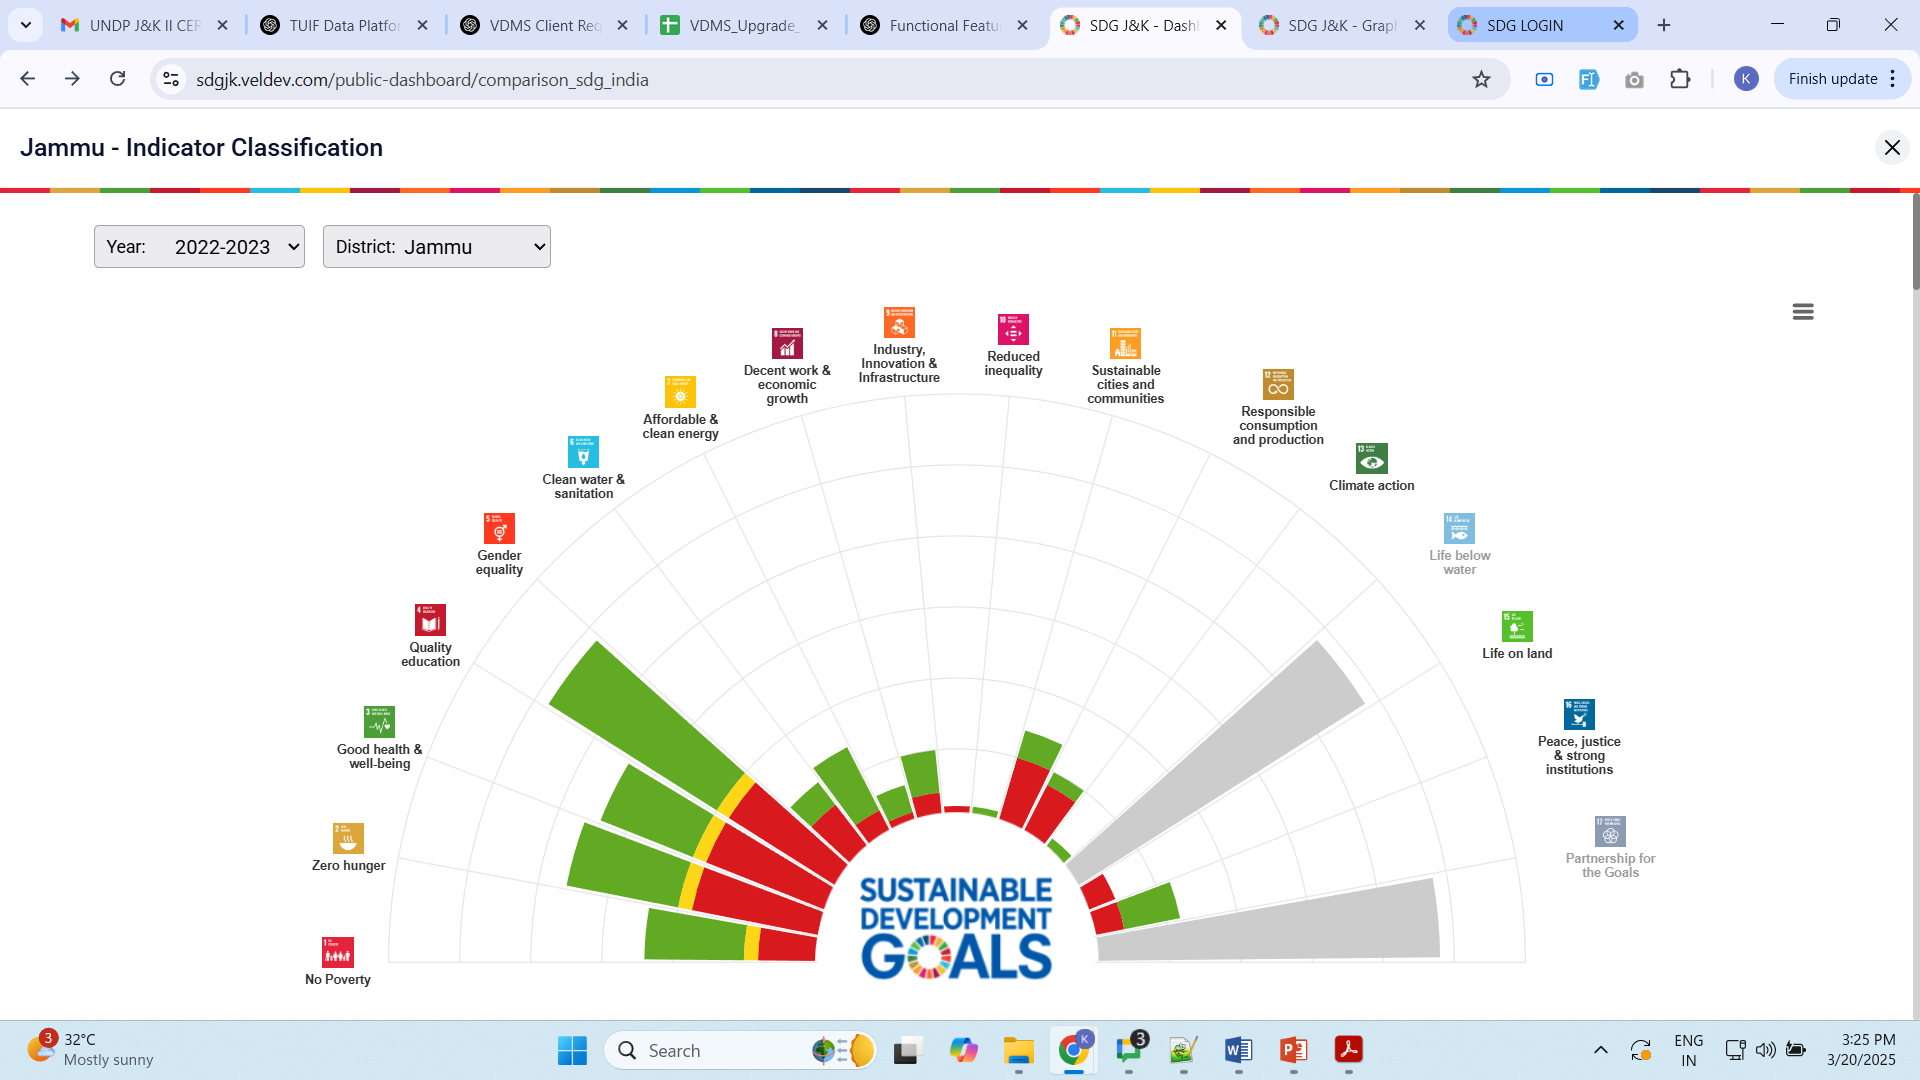 UNDP J&K II CER
TUIF Data Platfor
VDMS Client Req
VDMS_Upgrade_
Functional Featu
SDG J&K - Dash
SDG J&K - Grap
SDG LOGIN
sdgjk.veldev.com/public-dashboard/comparison_sdg_india
K
Finish update
Jammu - Indicator Classification
Year: 2022-2023
District: Jammu
Industry,
Innovation &
Infrastructure
Reduced
inequality
Decent work &
economic
growth
Sustainable
cities and
communities
Affordable &
clean energy
Responsible
consumption
and production
Clean water &
sanitation
Climate action
Gender
equality
Life below
water
Quality
education
Life on land
Good health &
well-being
Peace, justice
& strong
institutions
Zero hunger
Partnership for
the Goals
No Poverty
SUSTAINABLE
DEVELOPMENT
GOALS
3
32°C
Mostly sunny
Search
K
3
ENG
IN
3:25 PM
3/20/2025